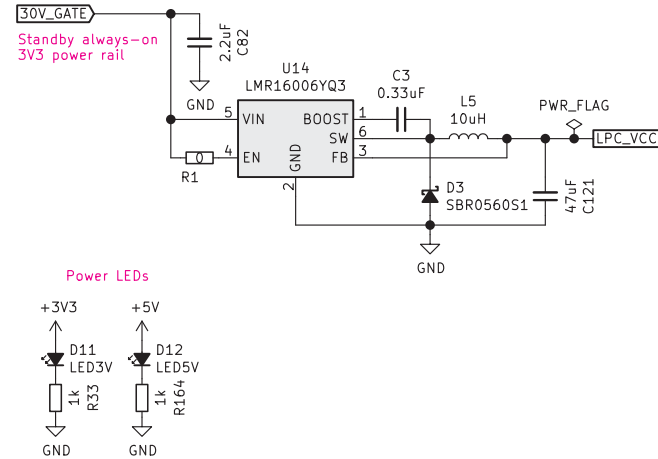 30V_GATE
Standby always-on
3V3 power rail
2.2uF
C82
GND
U14
LMR16006YQ3
5
VIN
BOOST
1
SW
6
4
EN
GND
FB
3
2
0
R1
C3
0.33uF
L5
10uH
PWR_FLAG
LPC_VCC
D3
SBR0560S1
47uF
C121
GND
Power LEDs
+3V3
D11
LED3V
1k
R33
GND
+5V
D12
LED5V
1k
R164
GND